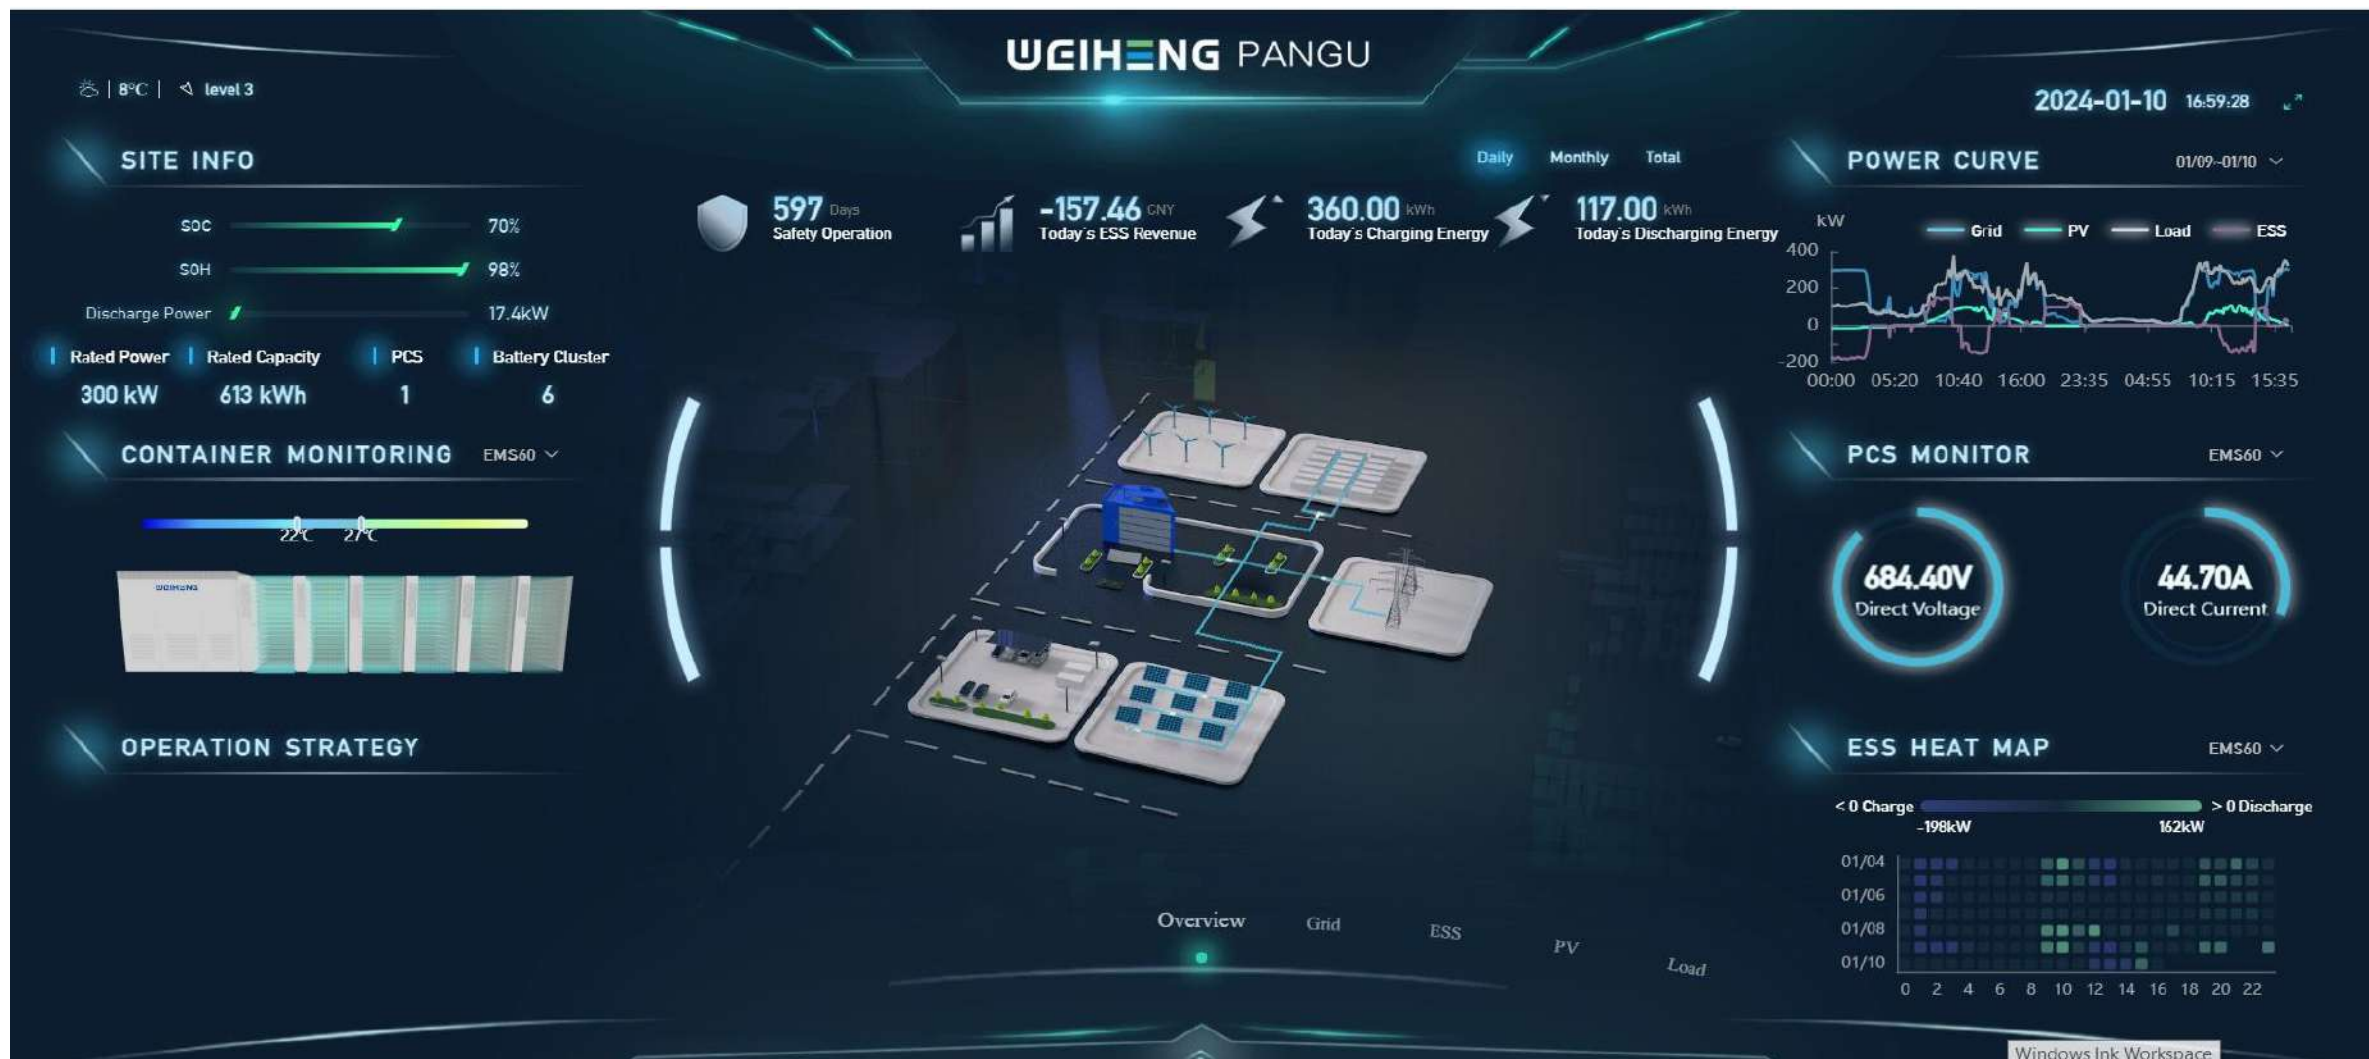 WEIHENG PANGU
8°C | level 3
2024-01-10 16:59:28
SITE INFO
SOC 70%
SOH 98%
Discharge Power 17.4kW
Rated Power Rated Capacity PCS Battery Cluster
300 kW 613 kWh 1 6
CONTAINER MONITORING EMS60
22℃ 27℃
WEIHENG
OPERATION STRATEGY
Daily Monthly Total
597 Days
Safety Operation
-157.46 CNY
Today's ESS Revenue
360.00 kWh
Today's Charging Energy
117.00 kWh
Today's Discharging Energy
Overview Grid ESS PV Load
POWER CURVE 01/09~01/10
kW
Grid PV Load ESS
400
200
0
-200
00:00 05:20 10:40 16:00 23:35 04:55 10:15 15:35
PCS MONITOR EMS60
684.40V
Direct Voltage
44.70A
Direct Current
ESS HEAT MAP EMS60
< 0 Charge > 0 Discharge
-198kW 162kW
01/04
01/06
01/08
01/10
0 2 4 6 8 10 12 14 16 18 20 22
Windows Ink Workspace